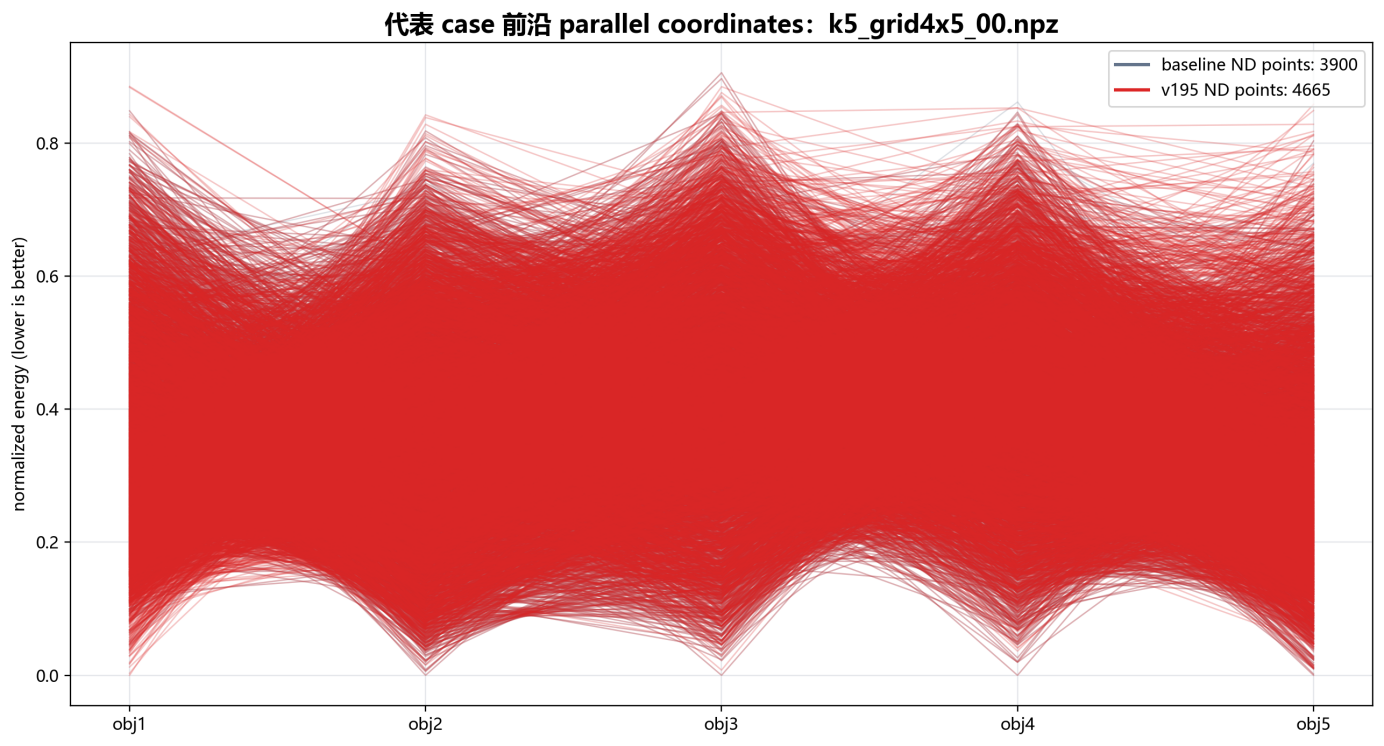 代表 case 前沿 parallel coordinates：k5_grid4x5_00.npz
baseline ND points: 3900
v195 ND points: 4665
normalized energy (lower is better)
0.8
0.6
0.4
0.2
0.0
obj1
obj2
obj3
obj4
obj5